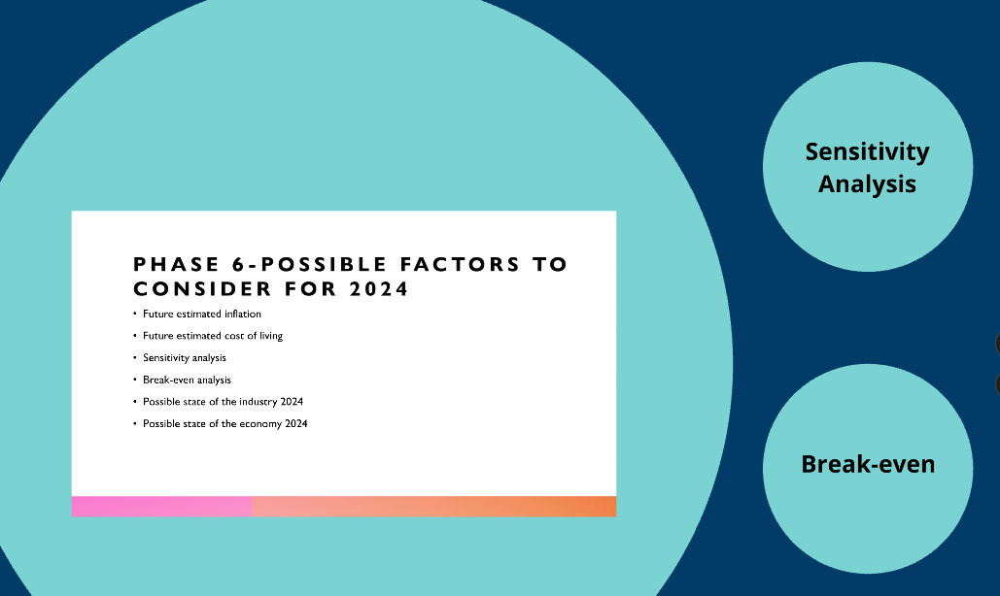 PHASE 6-POSSIBLE FACTORS TO
CONSIDER FOR 2024
• Future estimated inflation
• Future estimated cost of living
• Sensitivity analysis
• Break-even analysis
• Possible state of the industry 2024
• Possible state of the economy 2024
Sensitivity
Analysis
Break-even